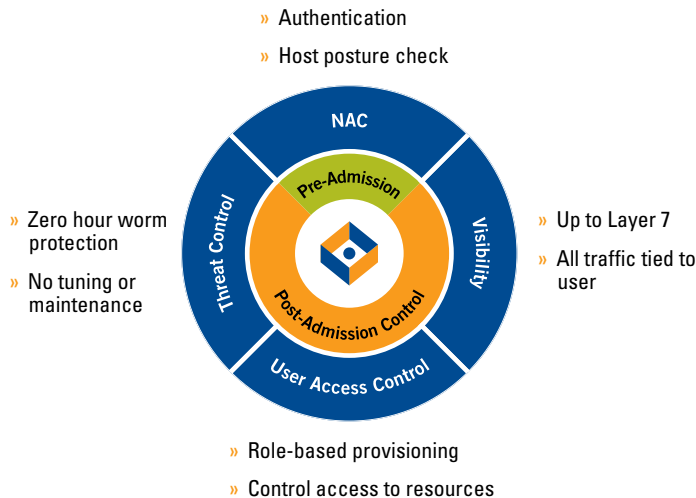 » Authentication
» Host posture check
NAC
Pre-Admission
Threat Control
Visibility
» Zero hour worm
protection
» No tuning or
maintenance
» Up to Layer 7
» All traffic tied to
user
Post-Admission Control
User Access Control
» Role-based provisioning
» Control access to resources